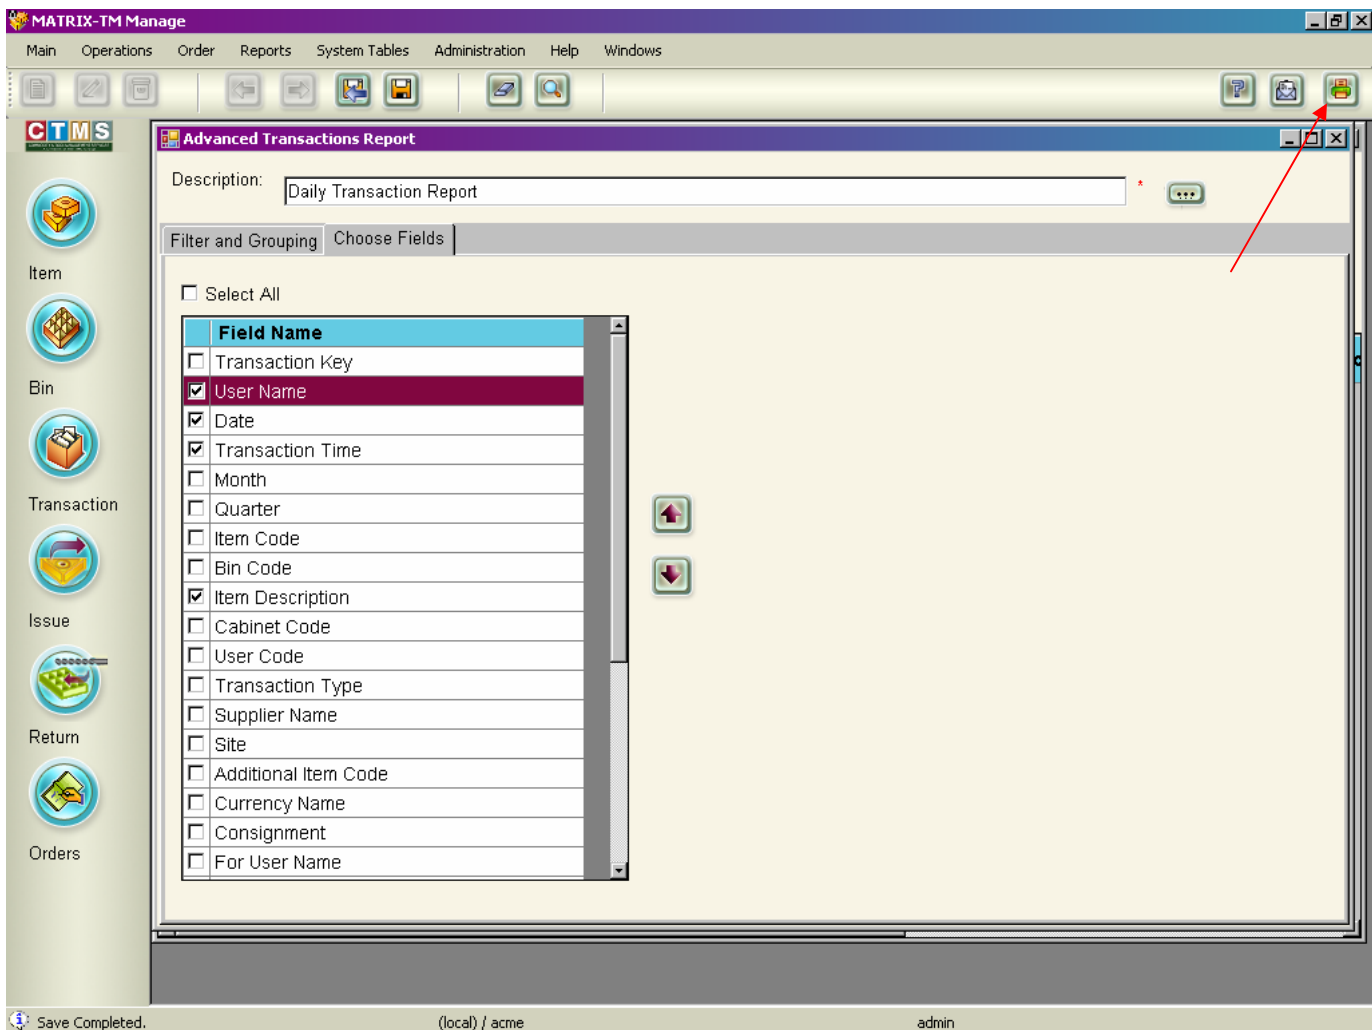 MATRIX-TM Manage
Main Operations Order Reports System Tables Administration Help Windows
CTMS
Advanced Transactions Report
Description: Daily Transaction Report *
Filter and Grouping Choose Fields
Item
Select All
Field Name
Transaction Key
User Name
Bin
Date
Transaction Time
Month
Transaction
Quarter
Item Code
Bin Code
Item Description
Issue
Cabinet Code
User Code
Transaction Type
Supplier Name
Return
Site
Additional Item Code
Currency Name
Consignment
Orders
For User Name
Save Completed. (local) / acme admin